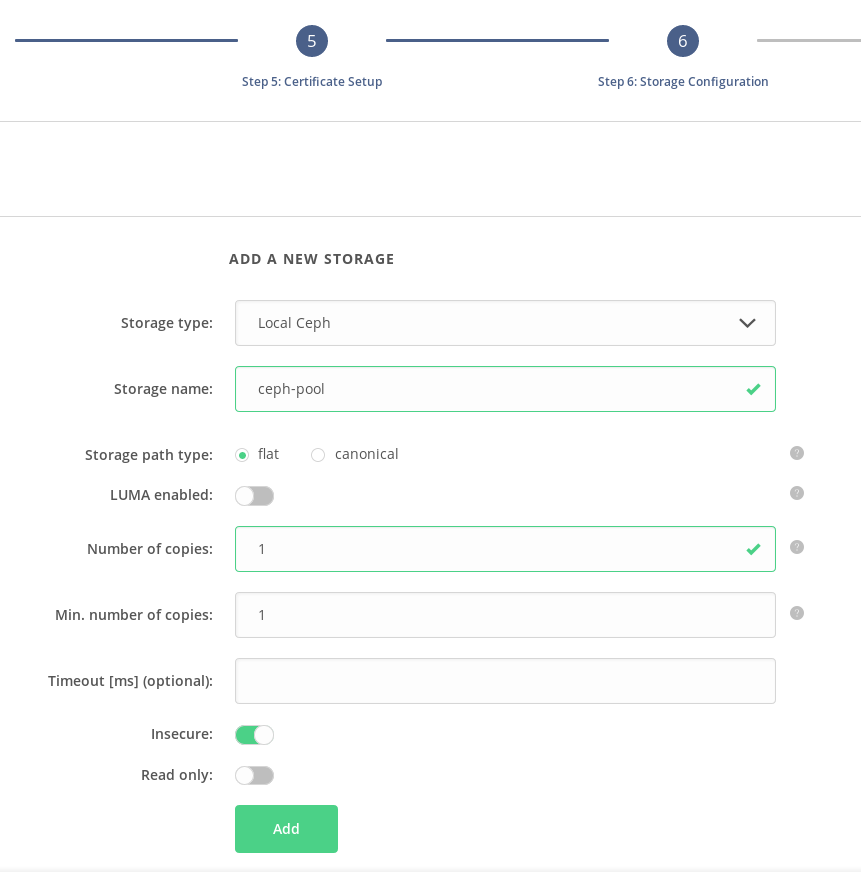 5
6
Step 5: Certificate Setup
Step 6: Storage Configuration
ADD A NEW STORAGE
Storage type: Local Ceph
Storage name: ceph-pool
Storage path type: flat canonical ?
LUMA enabled: ?
Number of copies: 1 ?
Min. number of copies: 1 ?
Timeout [ms] (optional):
Insecure:
Read only:
Add